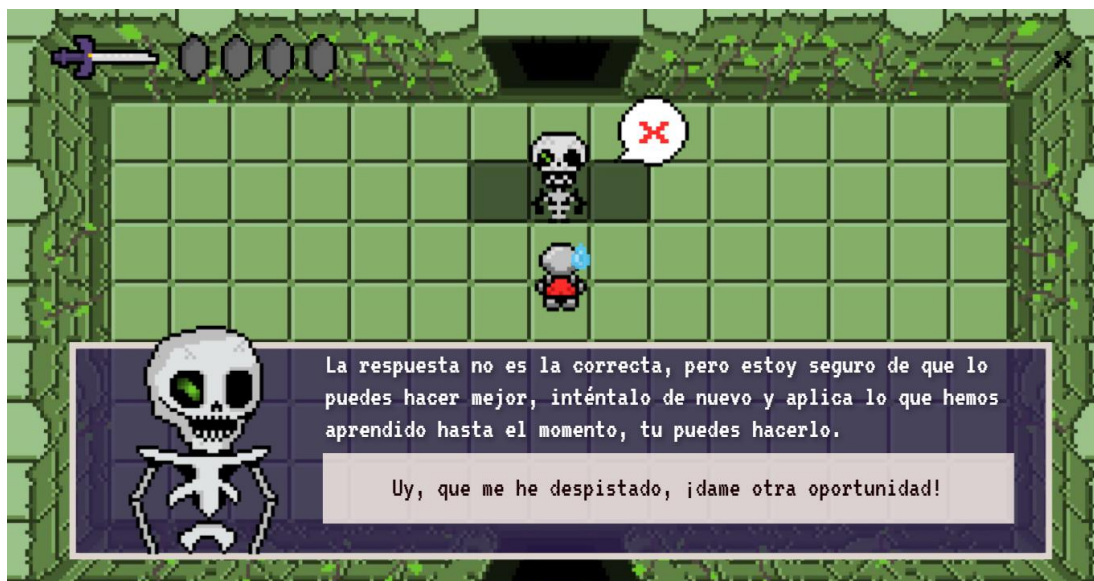 La respuesta no es la correcta, pero estoy seguro de que lo
puedes hacer mejor, inténtalo de nuevo y aplica lo que hemos
aprendido hasta el momento, tu puedes hacerlo.
Uy, que me he despistado, ¡dame otra oportunidad!